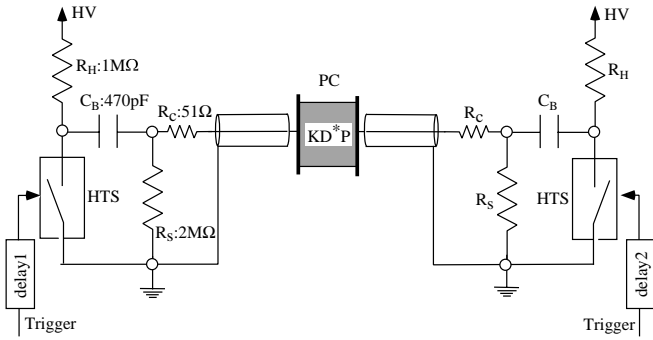 HV
R_H:1MΩ
C_B:470pF
R_C:51Ω
HTS
R_S:2MΩ
delay1
Trigger
PC
KD*P
HV
R_H
C_B
R_C
R_S
HTS
delay2
Trigger